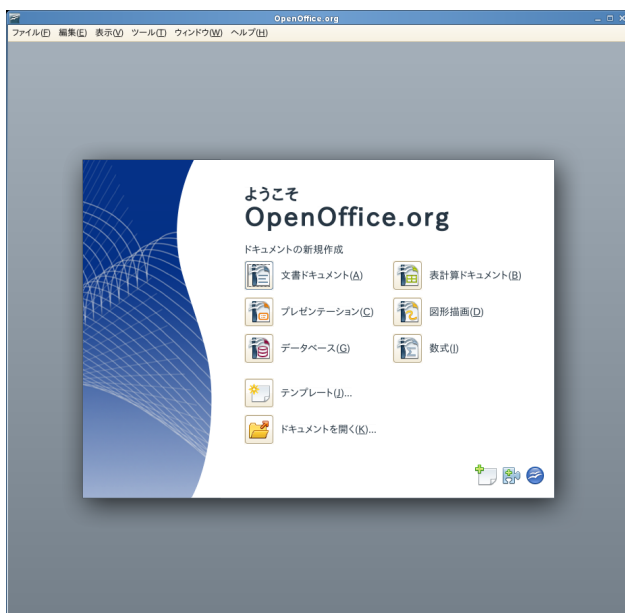 OpenOffice.org
ファイル(F) 編集(E) 表示(V) ツール(T) ウィンドウ(W) ヘルプ(H)
ようこそ
OpenOffice.org
ドキュメントの新規作成
文書ドキュメント(A) 表計算ドキュメント(B)
プレゼンテーション(C) 図形描画(D)
データベース(G) 数式(I)
テンプレート(J)...
ドキュメントを開く(K)...